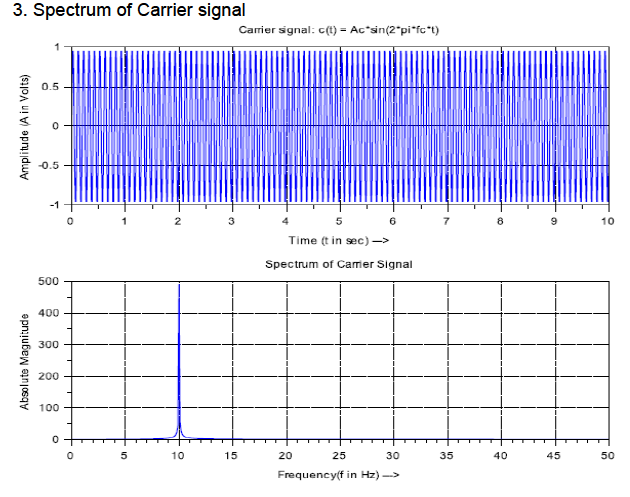 3. Spectrum of Carrier signal
Carrier signal: c(t) = Ac*sin(2*pi*fc*t)
Amplitude (A in Volts)
1
0.5
0
-0.5
-1
0 1 2 3 4 5 6 7 8 9 10
Time (t in sec) -->
Spectrum of Carrier Signal
Absolute Magnitude
500
400
300
200
100
0
0 5 10 15 20 25 30 35 40 45 50
Frequency(f in Hz) -->